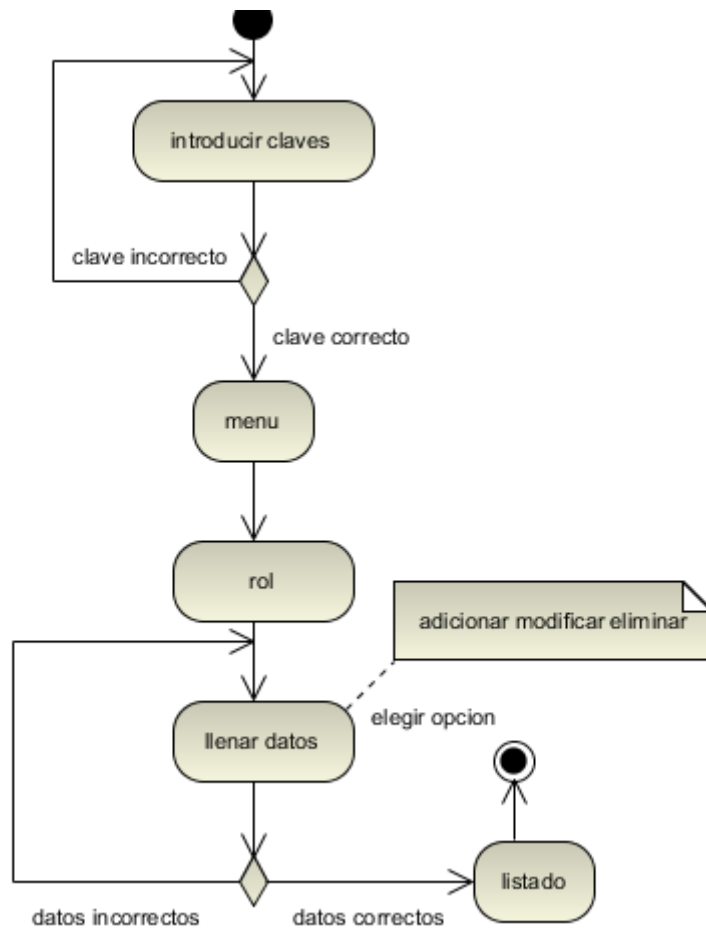 introducir claves
clave incorrecto
clave correcto
menu
rol
adicionar modificar eliminar
elegir opcion
llenar datos
listado
datos incorrectos
datos correctos